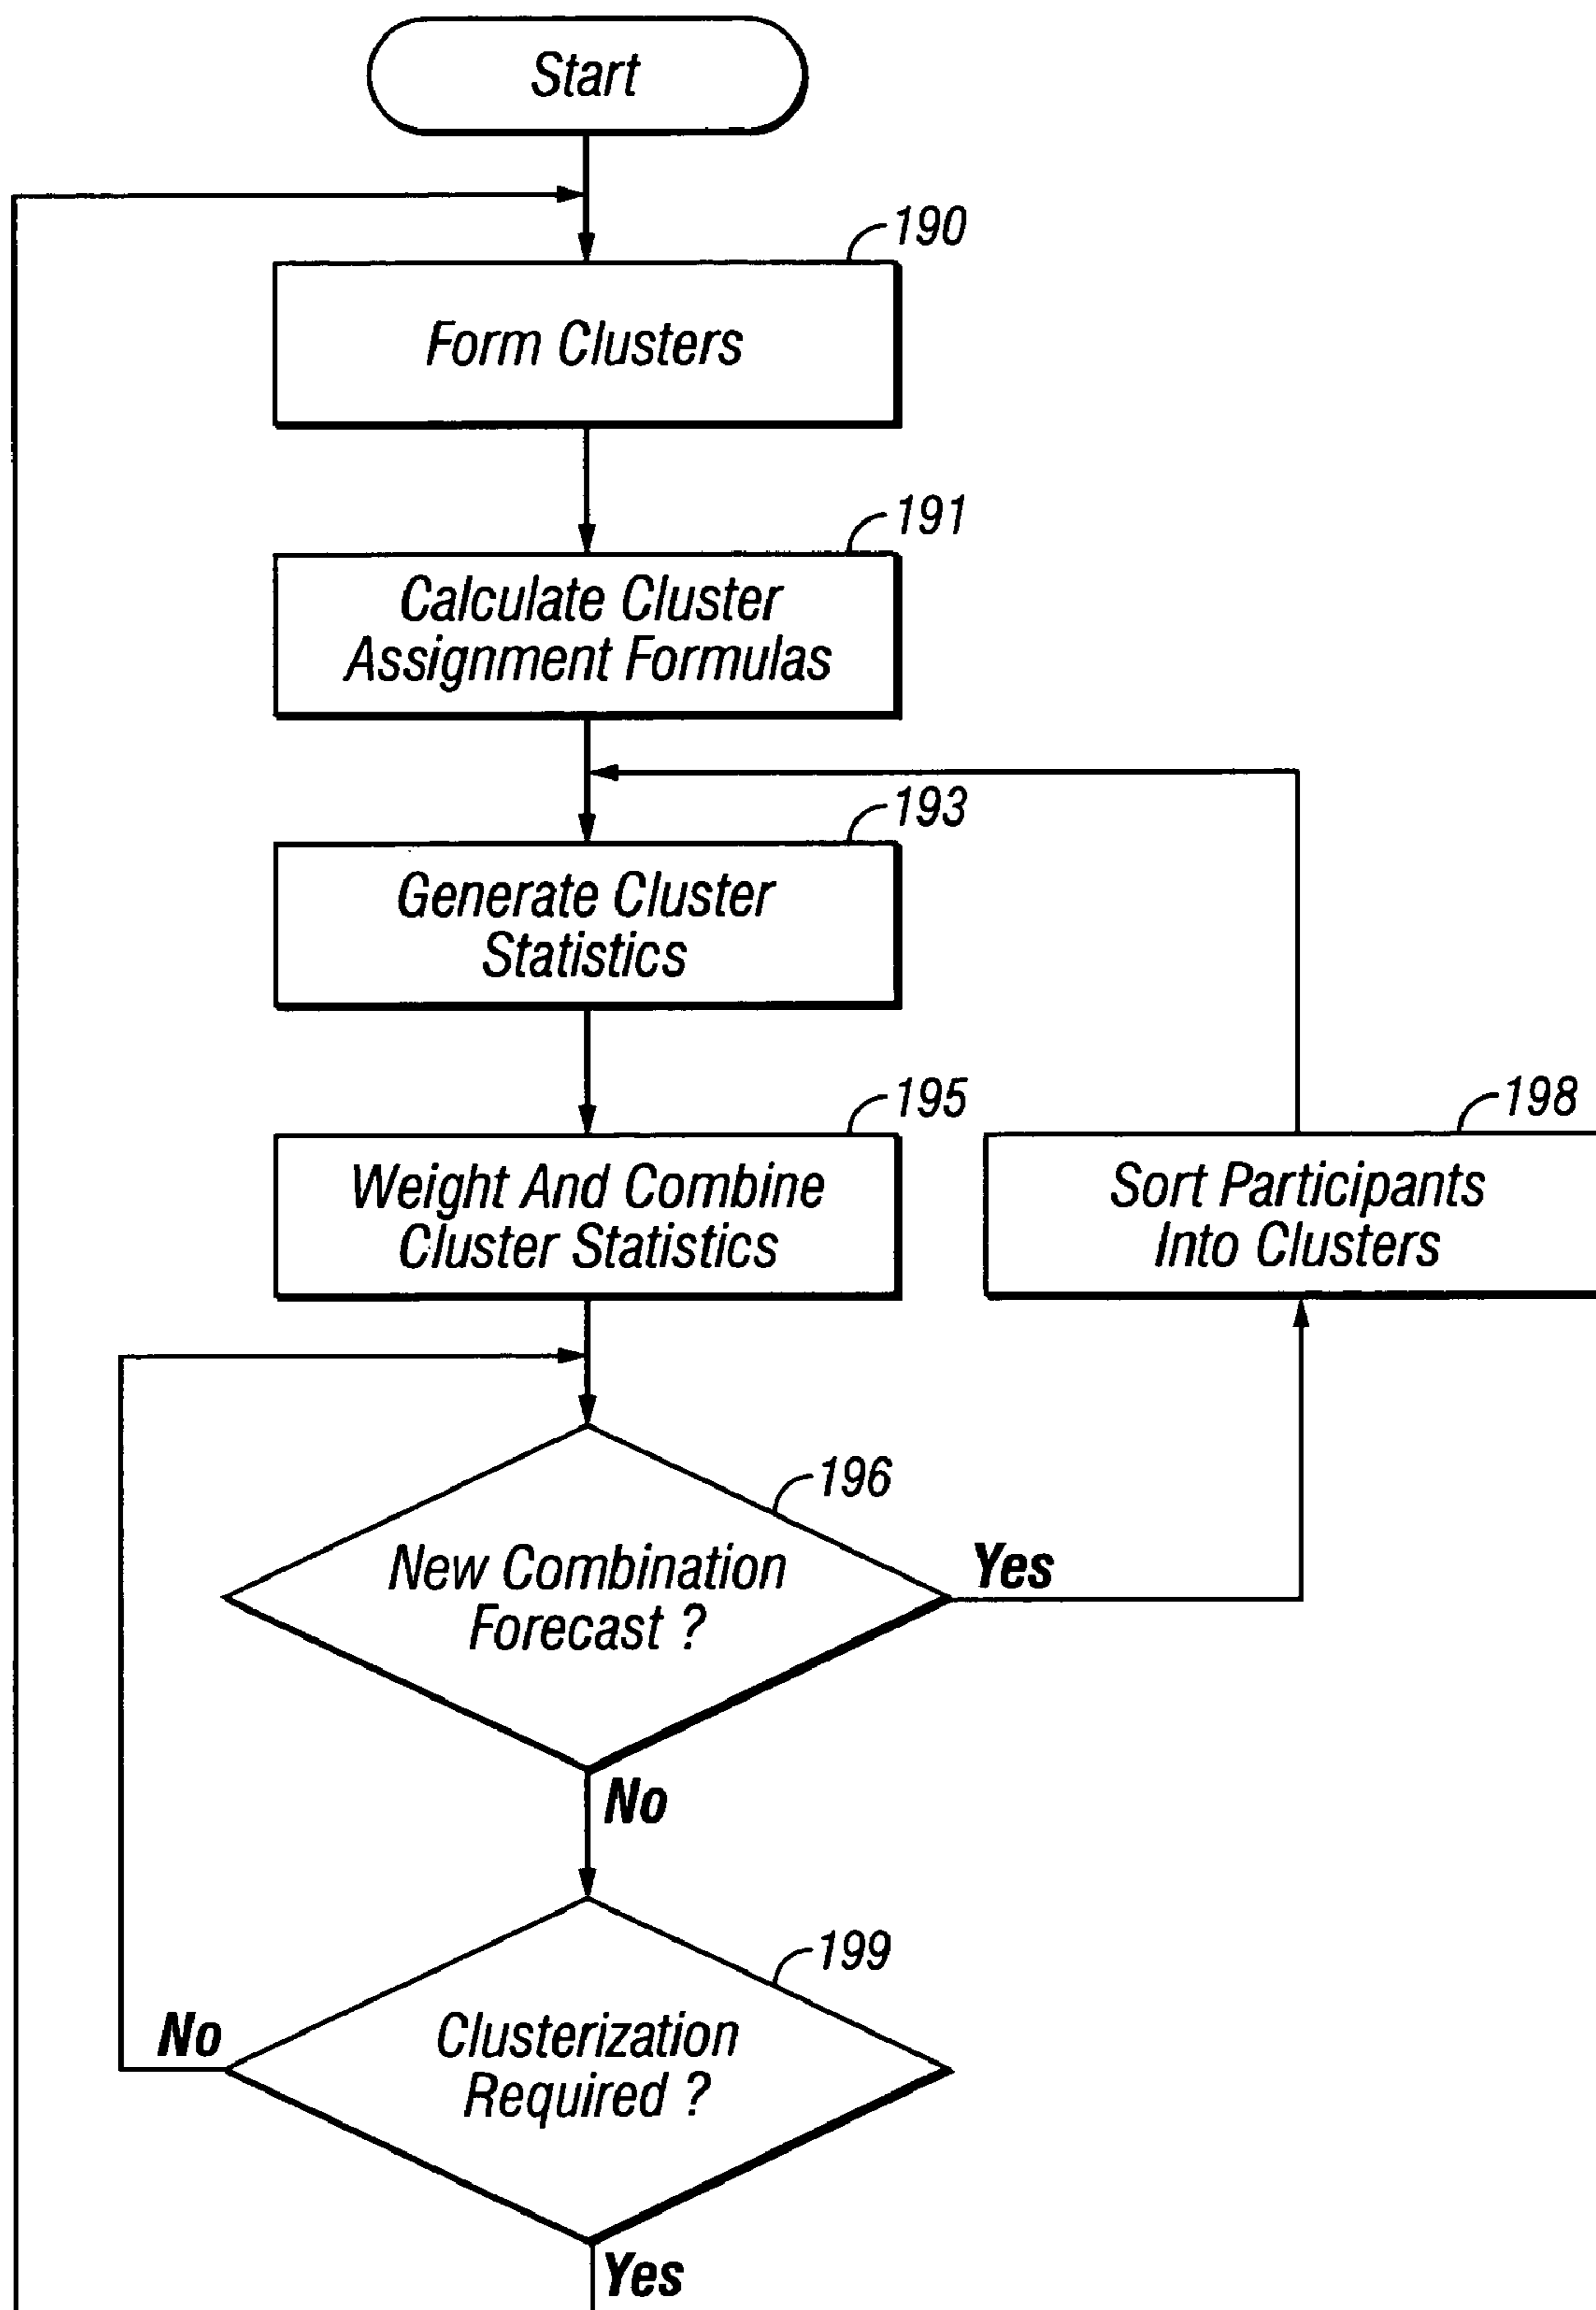 Start
190
Form Clusters
191
Calculate Cluster
Assignment Formulas
193
Generate Cluster
Statistics
195
Weight And Combine
Cluster Statistics
198
Sort Participants
Into Clusters
196
New Combination
Forecast ?
Yes
No
199
Clusterization
Required ?
No
Yes